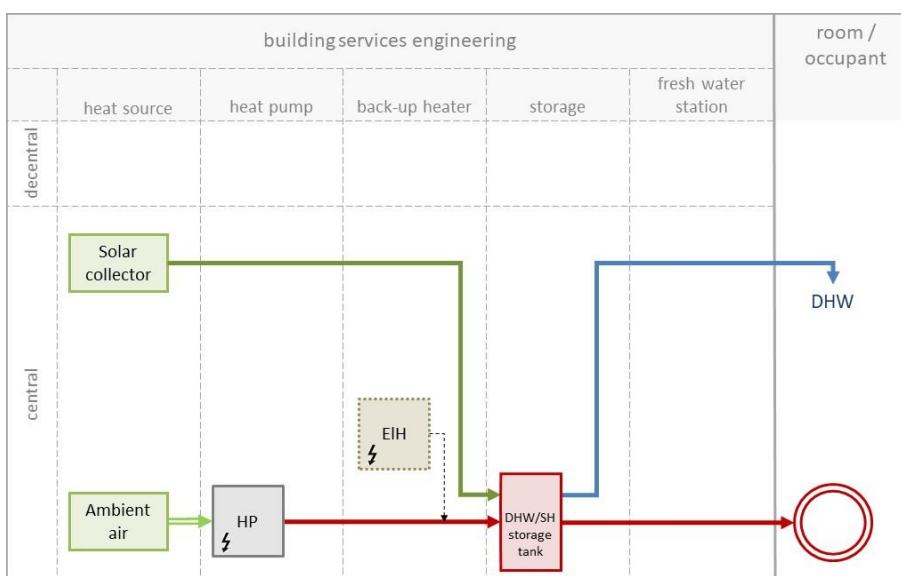 building services engineering
room /
occupant
heat source
heat pump
back-up heater
storage
fresh water
station
decentral
central
Solar
collector
DHW
ElH
Ambient
air
HP
DHW/SH
storage
tank